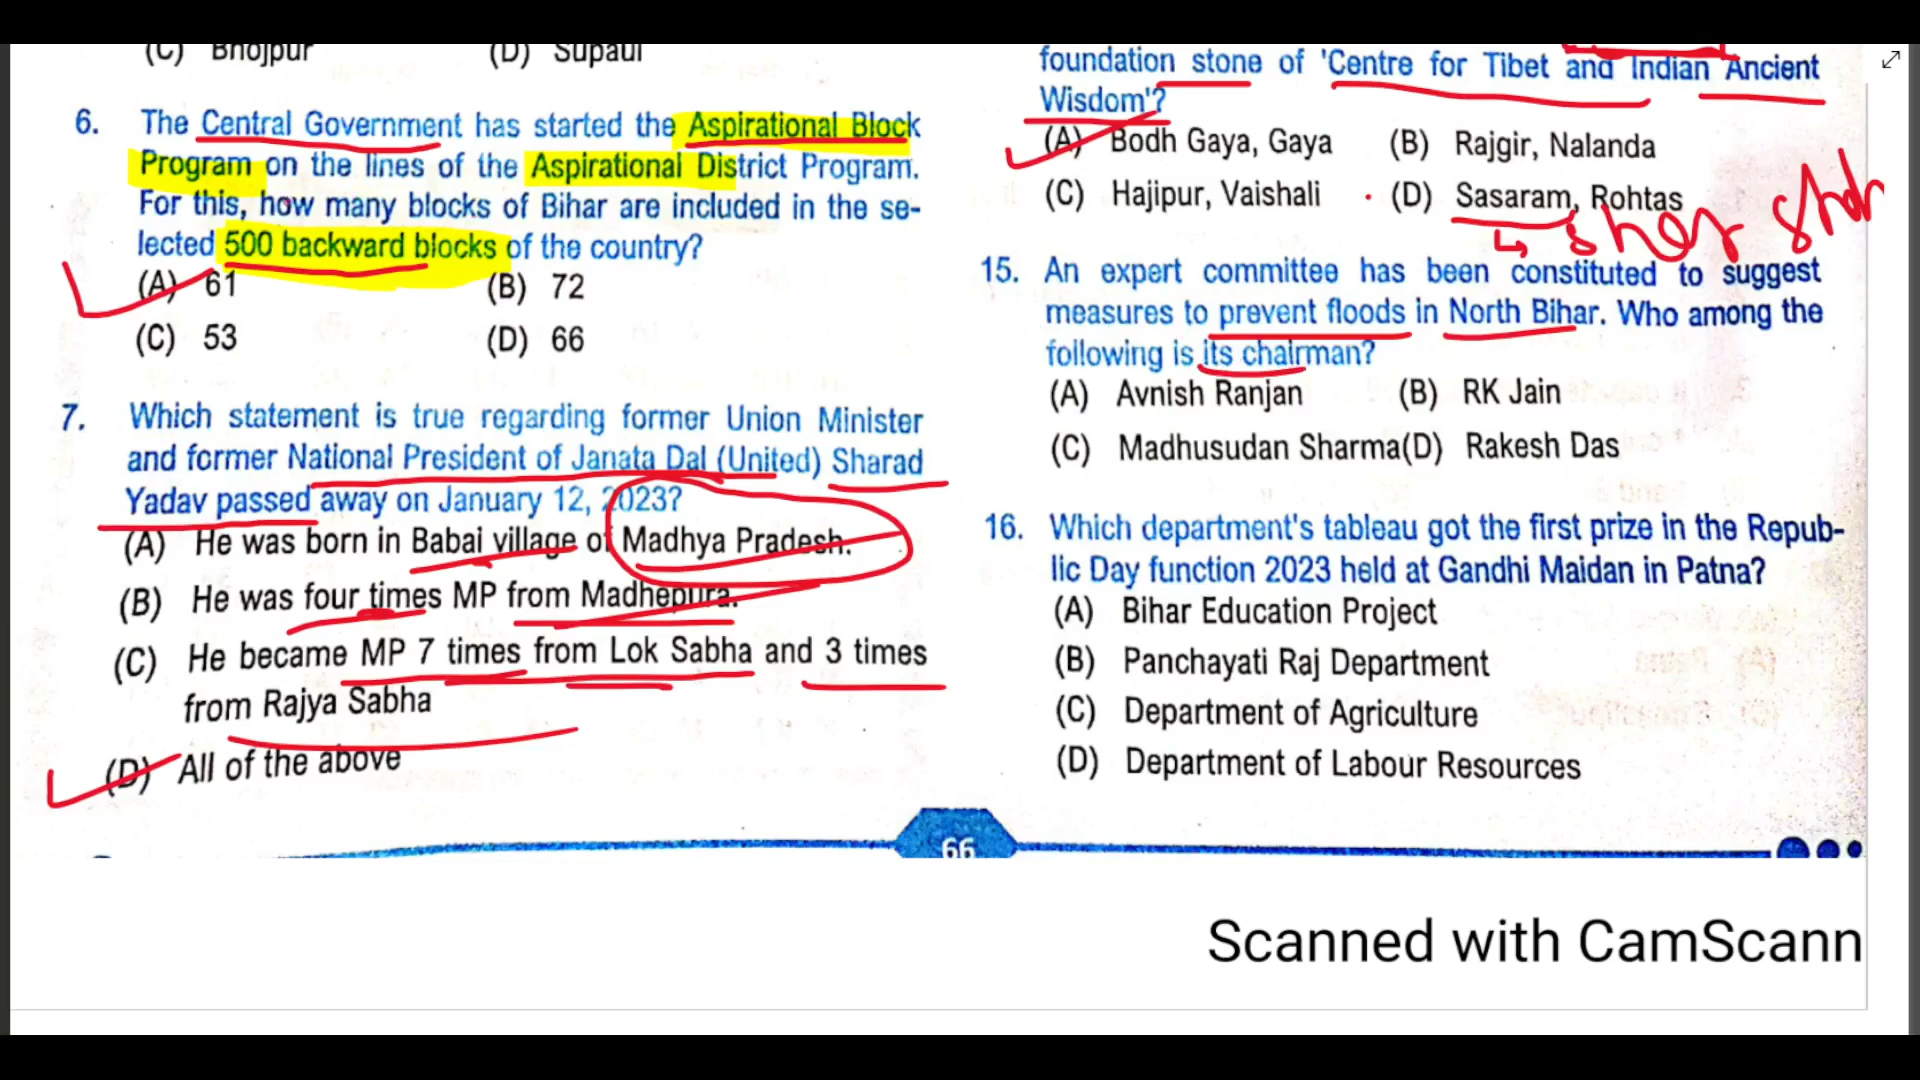 (C) Bhojpur (D) Supaul
6. The Central Government has started the Aspirational Block
Program on the lines of the Aspirational District Program.
For this, how many blocks of Bihar are included in the se-
lected 500 backward blocks of the country?
(A) 61 (B) 72
(C) 53 (D) 66
7. Which statement is true regarding former Union Minister
and former National President of Janata Dal (United) Sharad
Yadav passed away on January 12, 2023?
(A) He was born in Babai village of Madhya Pradesh.
(B) He was four times MP from Madhepura.
(C) He became MP 7 times from Lok Sabha and 3 times
from Rajya Sabha
(D) All of the above
foundation stone of 'Centre for Tibet and Indian Ancient
Wisdom'?
(A) Bodh Gaya, Gaya (B) Rajgir, Nalanda
(C) Hajipur, Vaishali (D) Sasaram, Rohtas
sher shah
15. An expert committee has been constituted to suggest
measures to prevent floods in North Bihar. Who among the
following is its chairman?
(A) Avnish Ranjan (B) RK Jain
(C) Madhusudan Sharma(D) Rakesh Das
16. Which department's tableau got the first prize in the Repub-
lic Day function 2023 held at Gandhi Maidan in Patna?
(A) Bihar Education Project
(B) Panchayati Raj Department
(C) Department of Agriculture
(D) Department of Labour Resources
66
Scanned with CamScann